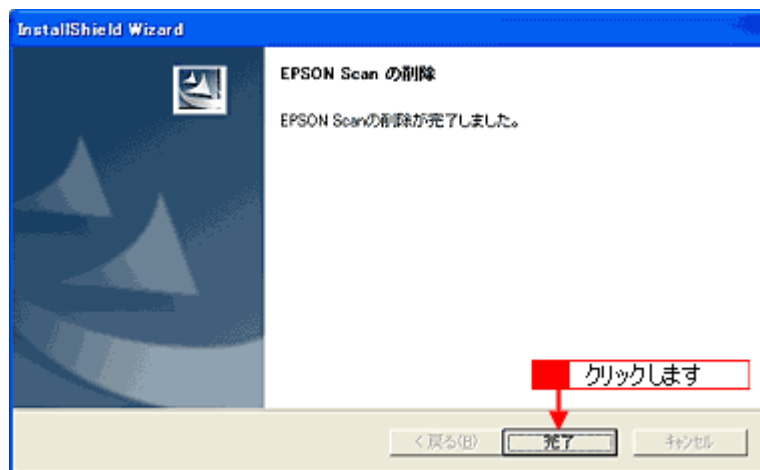 InstallShield Wizard
EPSON Scan の削除
EPSON Scanの削除が完了しました。
クリックします
< 戻る(B)
完了
キャンセル